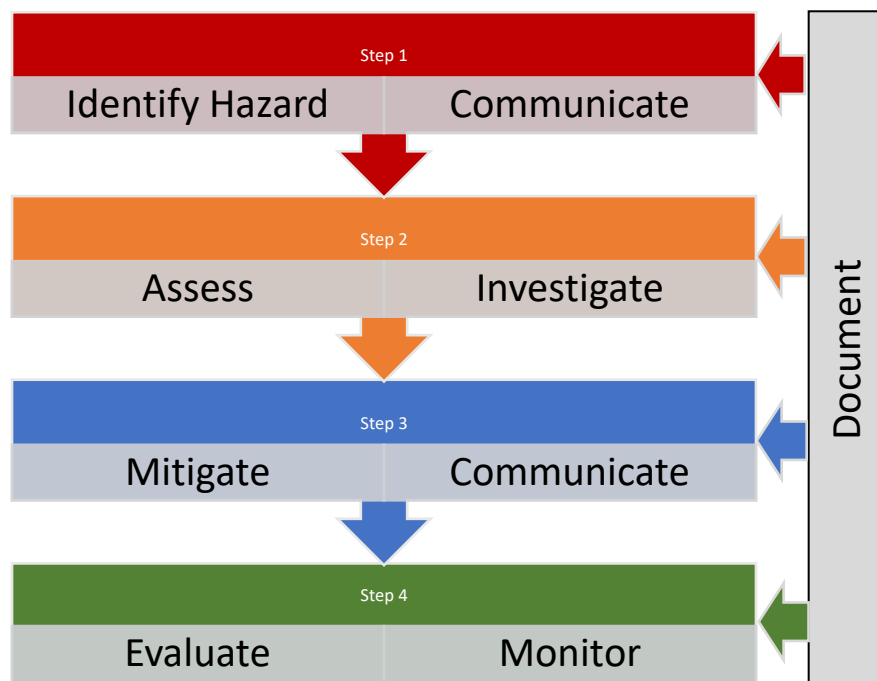 Step 1
Identify Hazard
Communicate
Step 2
Assess
Investigate
Step 3
Mitigate
Communicate
Step 4
Evaluate
Monitor
Document